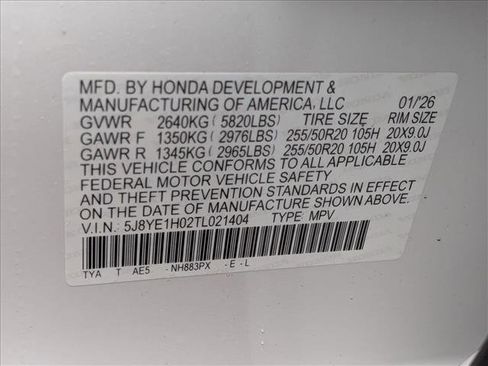 MFD. BY HONDA DEVELOPMENT &
MANUFACTURING OF AMERICA, LLC 01/'26
GVWR 2640KG ( 5820LBS) TIRE SIZE RIM SIZE
GAWR F 1350KG ( 2976LBS) 255/50R20 105H 20X9.0J
GAWR R 1345KG ( 2965LBS) 255/50R20 105H 20X9.0J
THIS VEHICLE CONFORMS TO ALL APPLICABLE
FEDERAL MOTOR VEHICLE SAFETY
AND THEFT PREVENTION STANDARDS IN EFFECT
ON THE DATE OF MANUFACTURE SHOWN ABOVE.
V.I.N. 5J8YE1H02TL021404 TYPE: MPV
TYA T AE5 - NH883PX - E - L